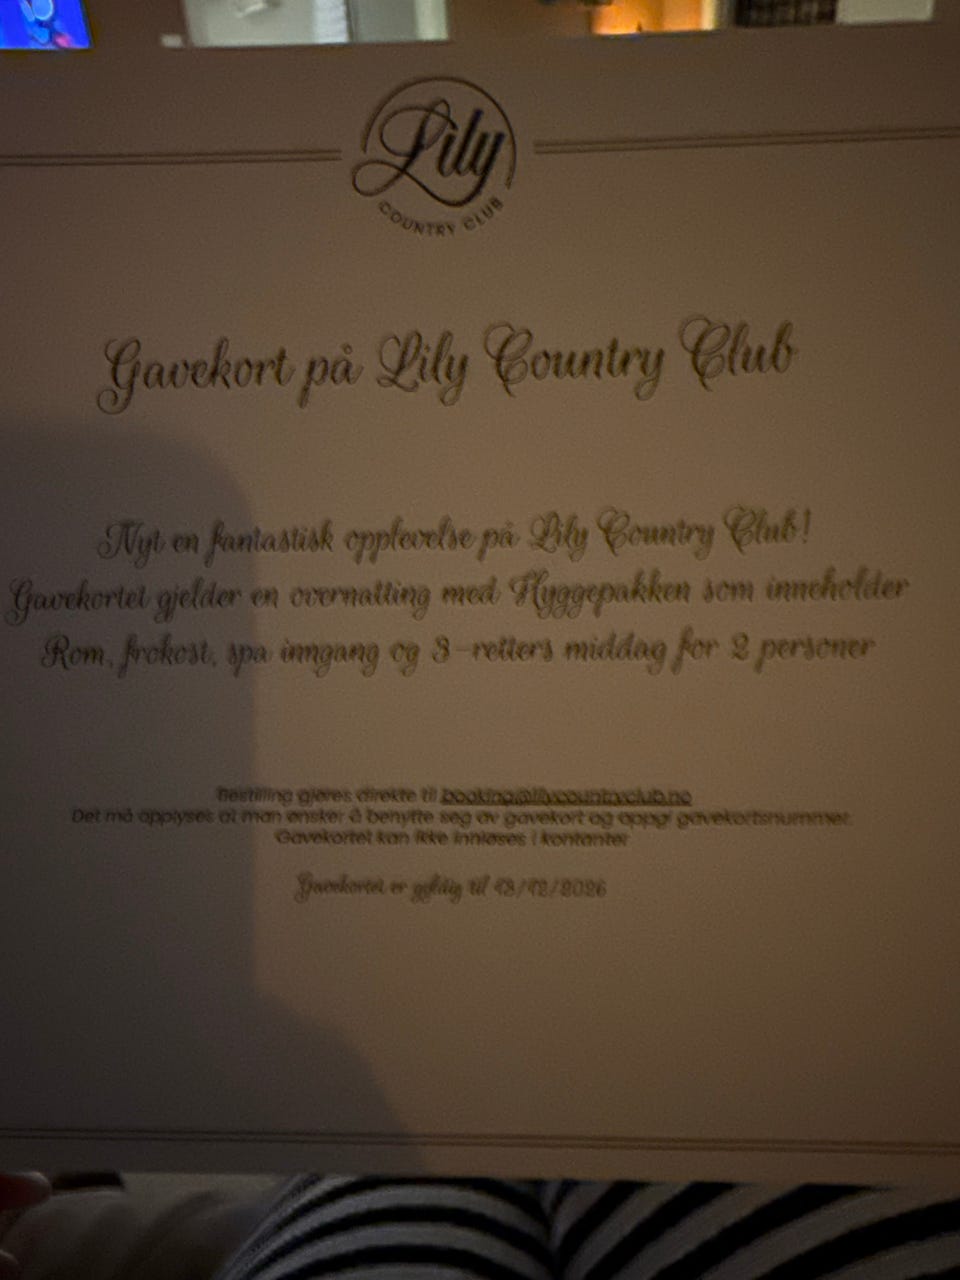 Lily
COUNTRY CLUB
Gavekort på Lily Country Club
Nyt en fantastisk opplevelse på Lily Country Club!
Gavekortet gjelder en overnatting med Hyggepakken som inneholder
Rom, frokost, spa inngang og 3-retters middag for 2 personer
Bestilling gjøres direkte til booking@lilycountryclub.no
Det må opplyses at man ønsker å benytte seg av gavekort og oppgi gavekortsnummer.
Gavekortet kan ikke innløses i kontanter
Gavekortet er gyldig til